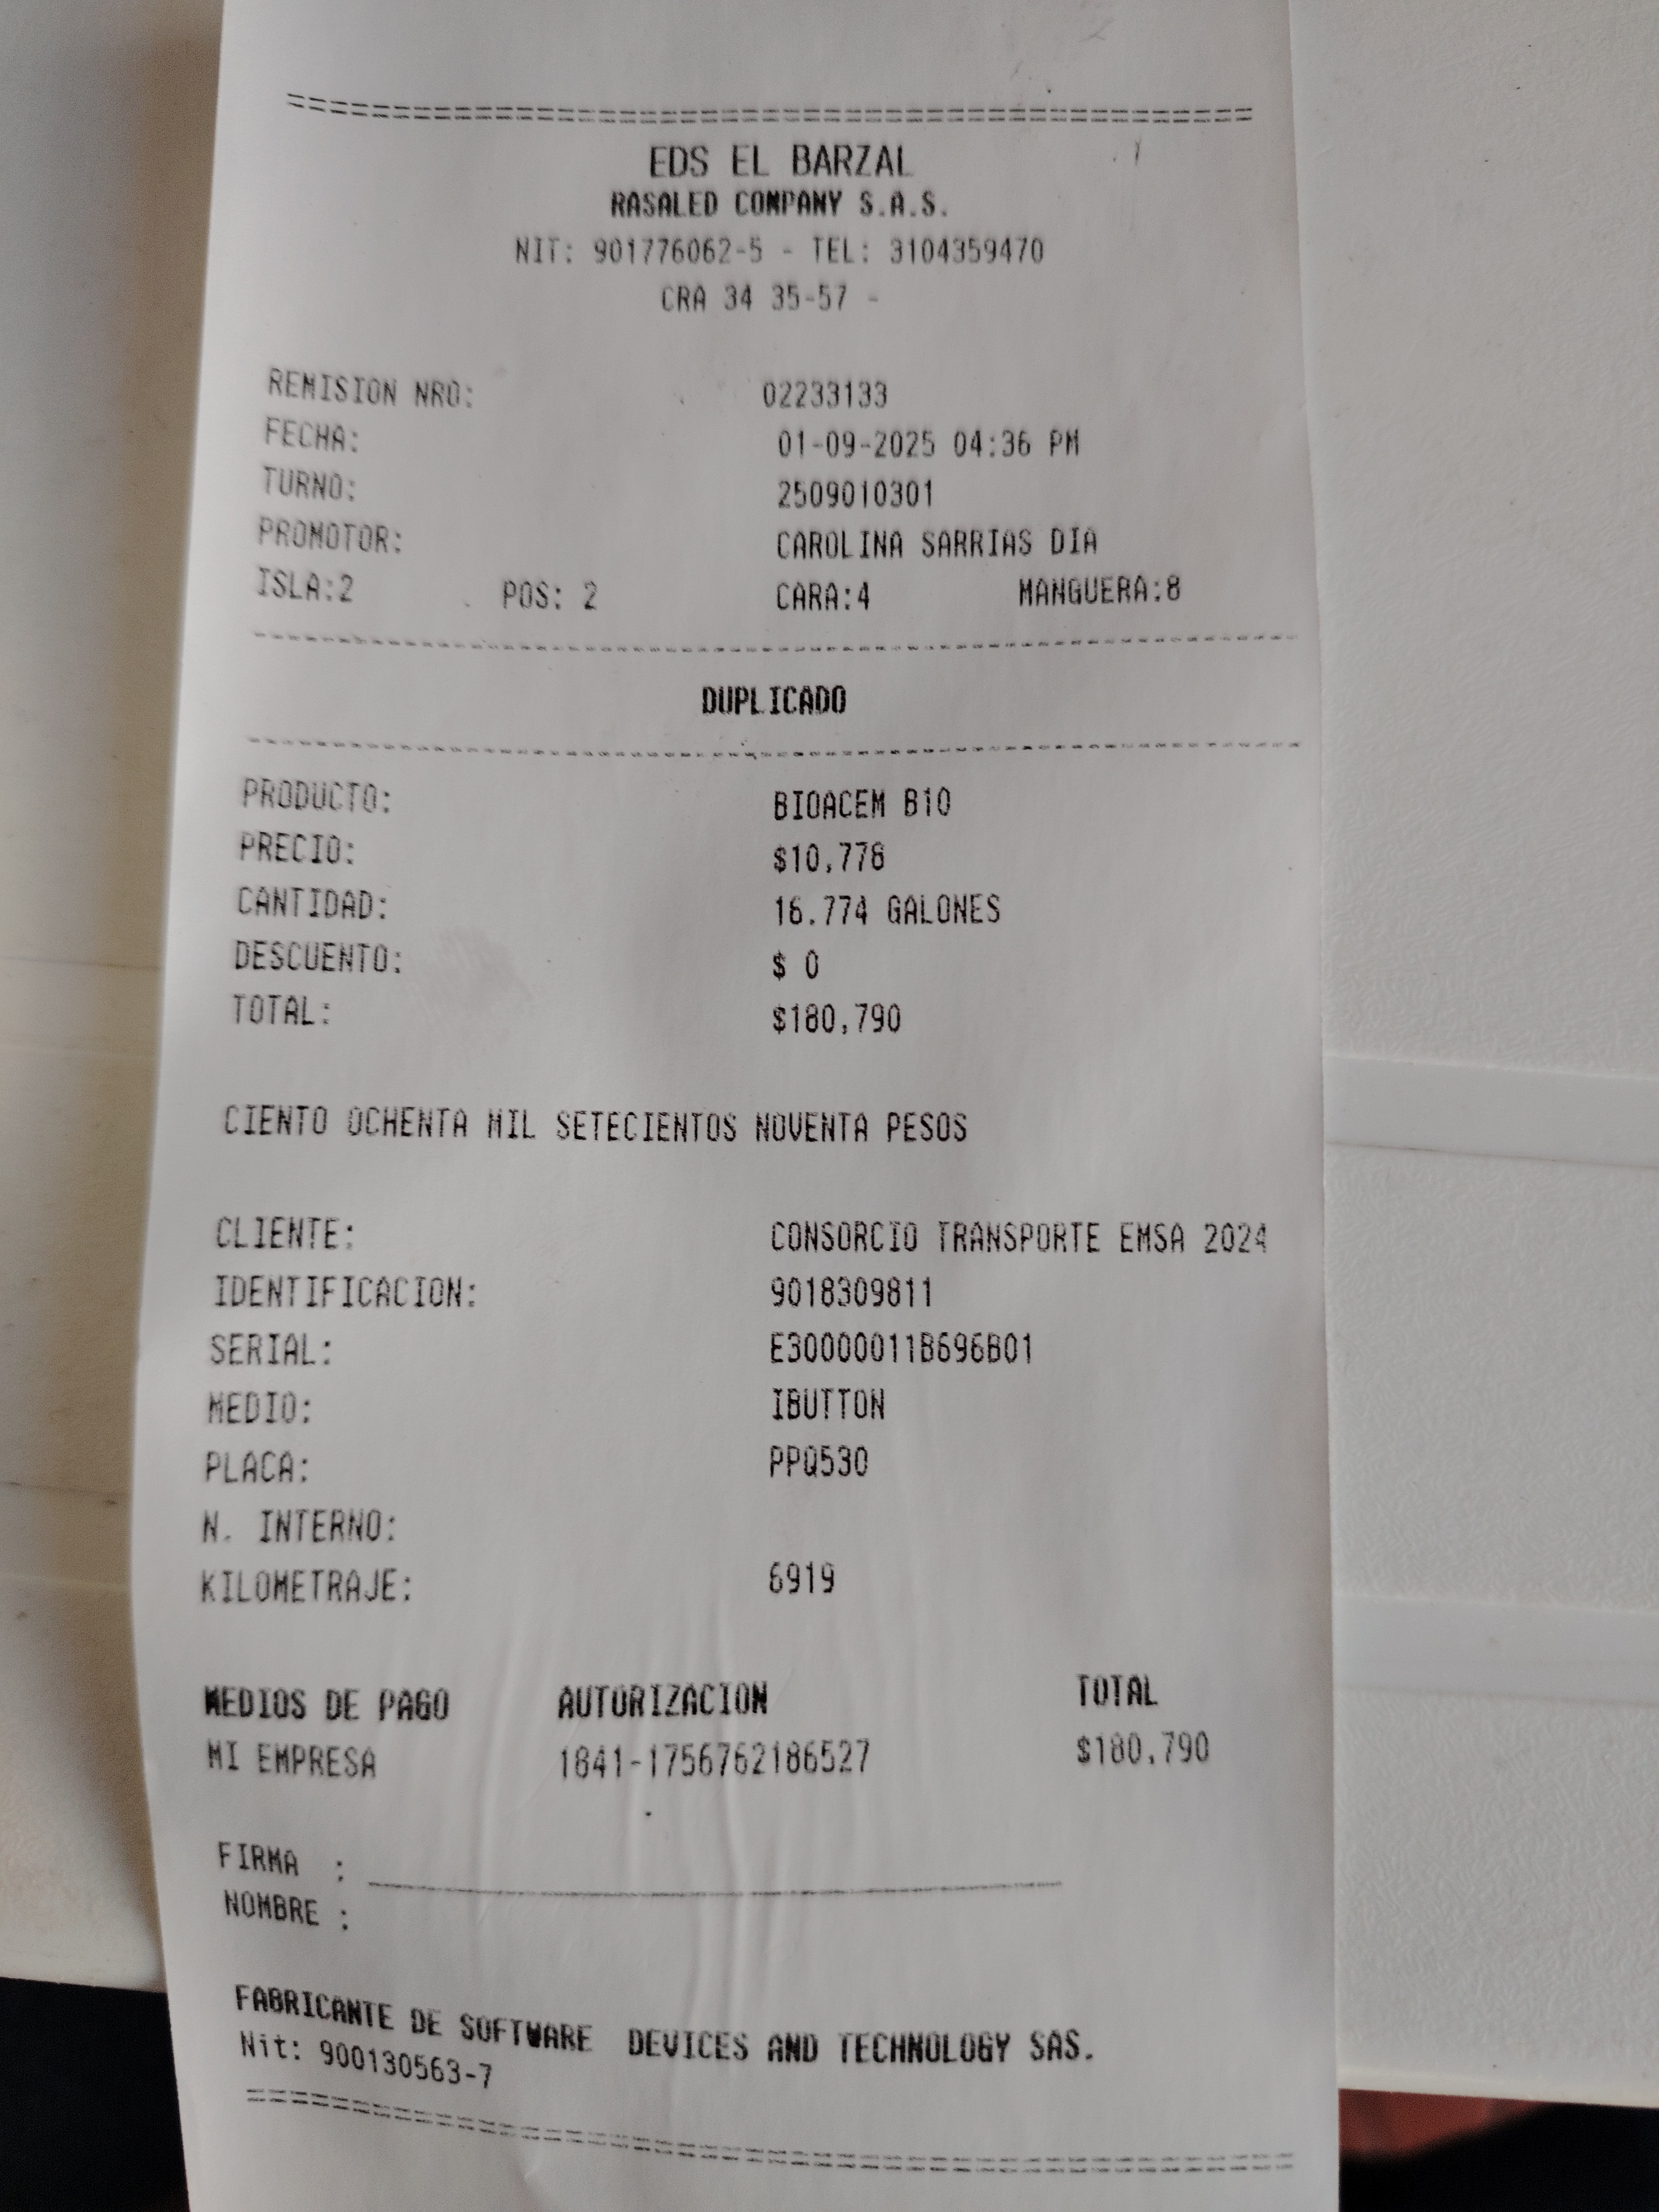 ================================================
EDS EL BARZAL
RASALED COMPANY S.A.S.
NIT: 901776062-5 - TEL: 3104359470
CRA 34 35-57 -
REMISION NRO: 02233133
FECHA: 01-09-2025 04:36 PM
TURNO: 2509010301
PROMOTOR: CAROLINA SARRIAS DIA
ISLA:2 POS: 2 CARA:4 MANGUERA:8
DUPLICADO
PRODUCTO: BIOACEM B10
PRECIO: $10,778
CANTIDAD: 16.774 GALONES
DESCUENTO: $ 0
TOTAL: $180,790
CIENTO OCHENTA MIL SETECIENTOS NOVENTA PESOS
CLIENTE: CONSORCIO TRANSPORTE EMSA 2024
IDENTIFICACION: 9018309811
SERIAL: E30000011B696B01
MEDIO: IBUTTON
PLACA: PPQ530
N. INTERNO:
KILOMETRAJE: 6919
MEDIOS DE PAGO AUTORIZACION TOTAL
MI EMPRESA 1841-1756762186527 $180,790
FIRMA :
NOMBRE :
FABRICANTE DE SOFTWARE DEVICES AND TECHNOLOGY SAS.
Nit: 900130563-7
================================================